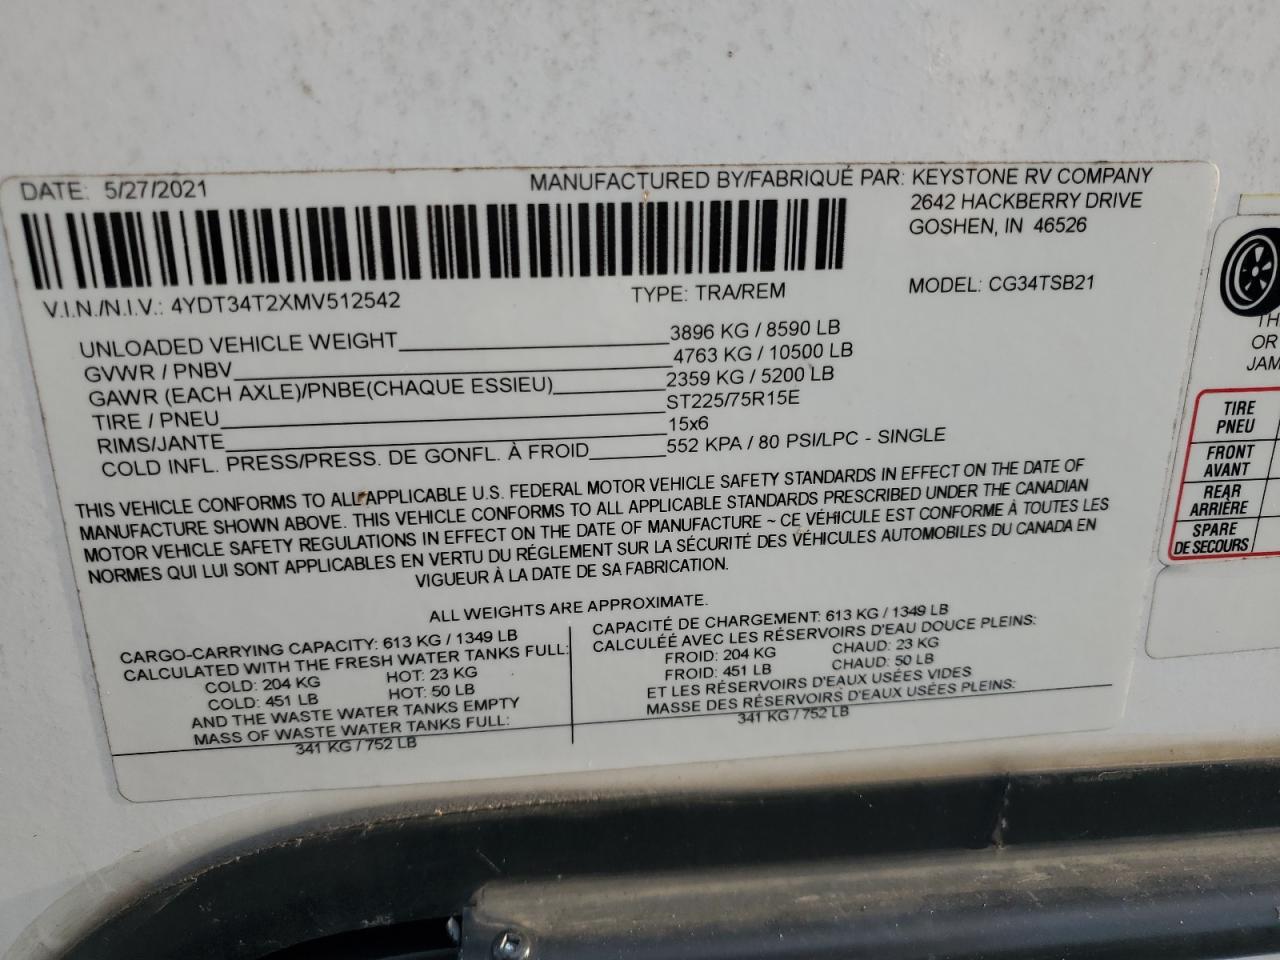 DATE: 5/27/2021
MANUFACTURED BY/FABRIQUÉ PAR: KEYSTONE RV COMPANY
2642 HACKBERRY DRIVE
GOSHEN, IN 46526
V.I.N./N.I.V.: 4YDT34T2XMV512542
TYPE: TRA/REM
MODEL: CG34TSB21
UNLOADED VEHICLE WEIGHT 3896 KG / 8590 LB
GVWR / PNBV 4763 KG / 10500 LB
GAWR (EACH AXLE)/PNBE(CHAQUE ESSIEU) 2359 KG / 5200 LB
TIRE / PNEU ST225/75R15E
RIMS/JANTE 15x6
COLD INFL. PRESS/PRESS. DE GONFL. À FROID 552 KPA / 80 PSI/LPC - SINGLE
THIS VEHICLE CONFORMS TO ALL APPLICABLE U.S. FEDERAL MOTOR VEHICLE SAFETY STANDARDS IN EFFECT ON THE DATE OF
MANUFACTURE SHOWN ABOVE. THIS VEHICLE CONFORMS TO ALL APPLICABLE STANDARDS PRESCRIBED UNDER THE CANADIAN
MOTOR VEHICLE SAFETY REGULATIONS IN EFFECT ON THE DATE OF MANUFACTURE ~ CE VÉHICULE EST CONFORME À TOUTES LES
NORMES QUI LUI SONT APPLICABLES EN VERTU DU RÉGLEMENT SUR LA SÉCURITÉ DES VÉHICULES AUTOMOBILES DU CANADA EN
VIGUEUR À LA DATE DE SA FABRICATION.
ALL WEIGHTS ARE APPROXIMATE.
CARGO-CARRYING CAPACITY: 613 KG / 1349 LB
CALCULATED WITH THE FRESH WATER TANKS FULL:
COLD: 204 KG HOT: 23 KG
COLD: 451 LB HOT: 50 LB
AND THE WASTE WATER TANKS EMPTY
MASS OF WASTE WATER TANKS FULL:
341 KG / 752 LB
CAPACITÉ DE CHARGEMENT: 613 KG / 1349 LB
CALCULÉE AVEC LES RÉSERVOIRS D'EAU DOUCE PLEINS:
FROID: 204 KG CHAUD: 23 KG
FROID: 451 LB CHAUD: 50 LB
ET LES RÉSERVOIRS D'EAUX USÉES VIDES
MASSE DES RÉSERVOIRS D'EAUX USÉES PLEINS:
341 KG / 752 LB
TH
OR
JAM
TIRE
PNEU
FRONT
AVANT
REAR
ARRIÈRE
SPARE
DE SECOURS